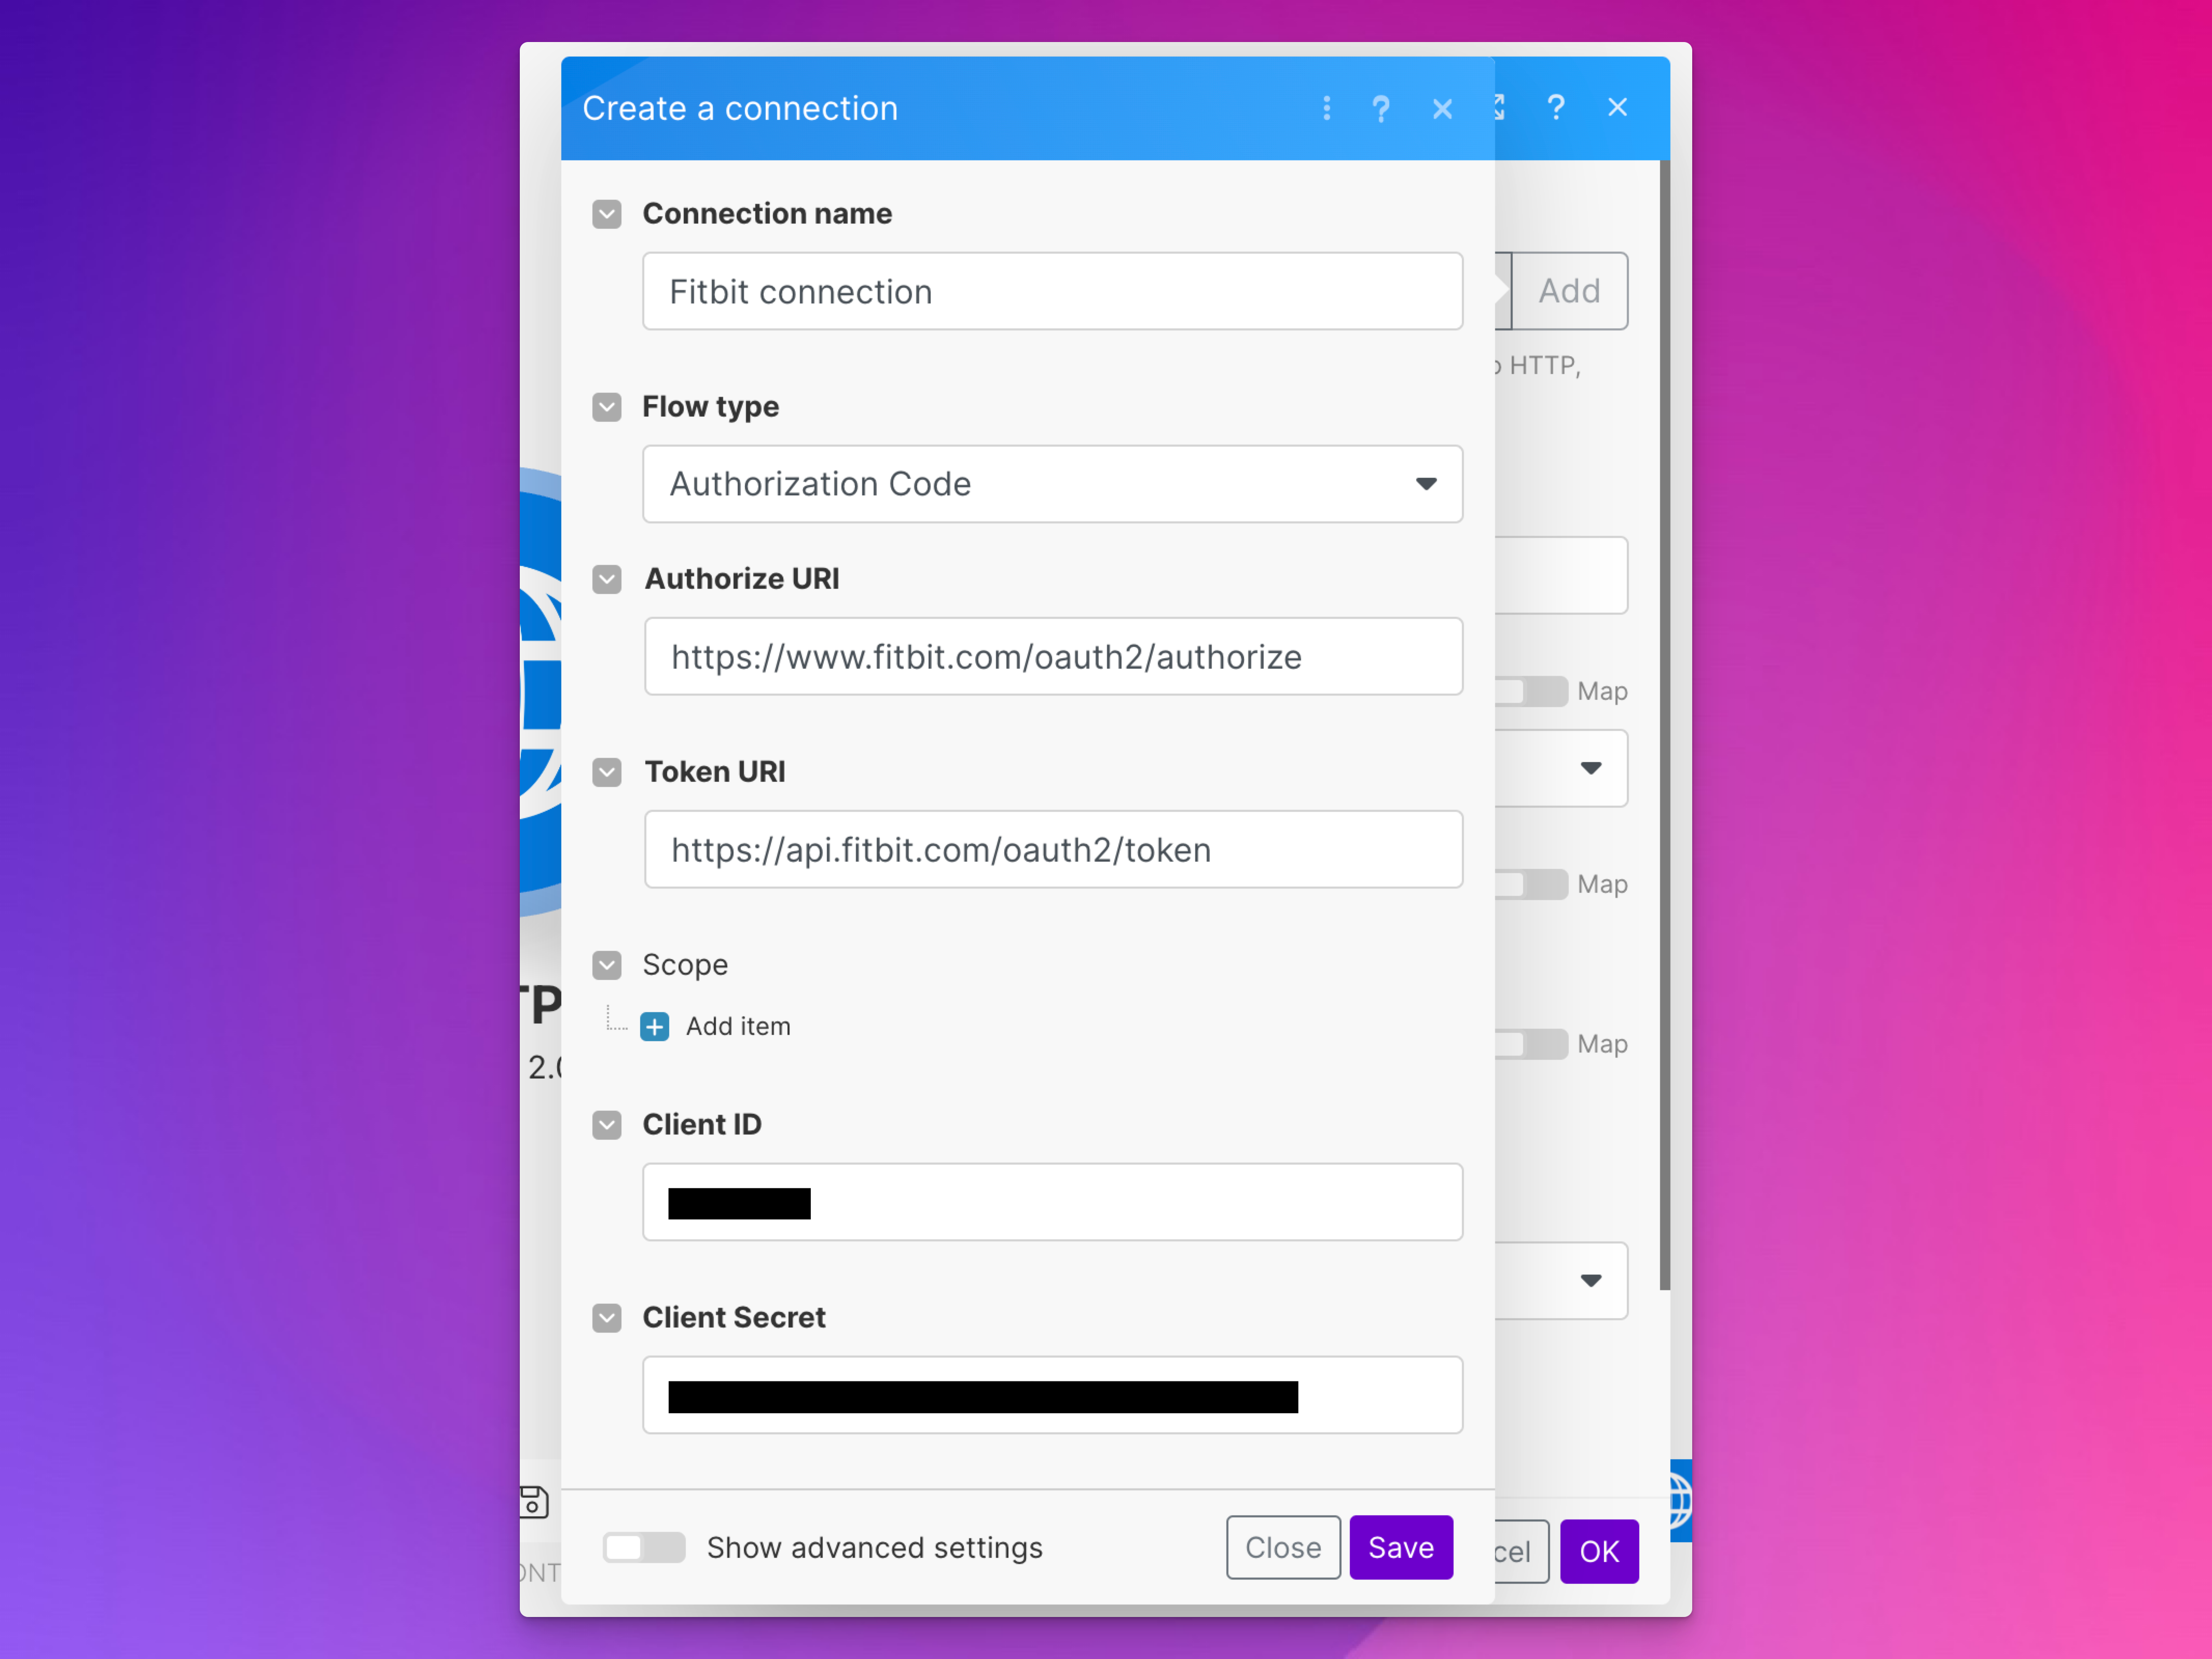 Create a connection
Connection name
Fitbit connection
Add
HTTP,
Flow type
Authorization Code
Authorize URI
https://www.fitbit.com/oauth2/authorize
Map
Token URI
https://api.fitbit.com/oauth2/token
Map
Scope
Add item
Map
TP
2.0
Client ID
Client Secret
Show advanced settings
Close
Save
cel
OK
ONT